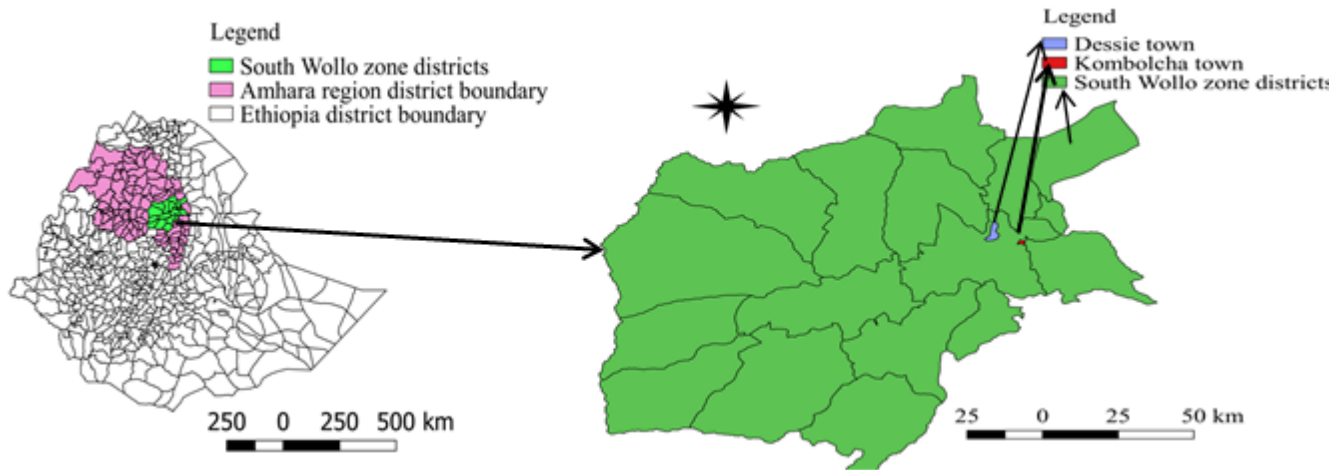 Legend
South Wollo zone districts
Amhara region district boundary
Ethiopia district boundary
250 0 250 500 km
Legend
Dessie town
Kombolcha town
South Wollo zone districts
25 0 25 50 km